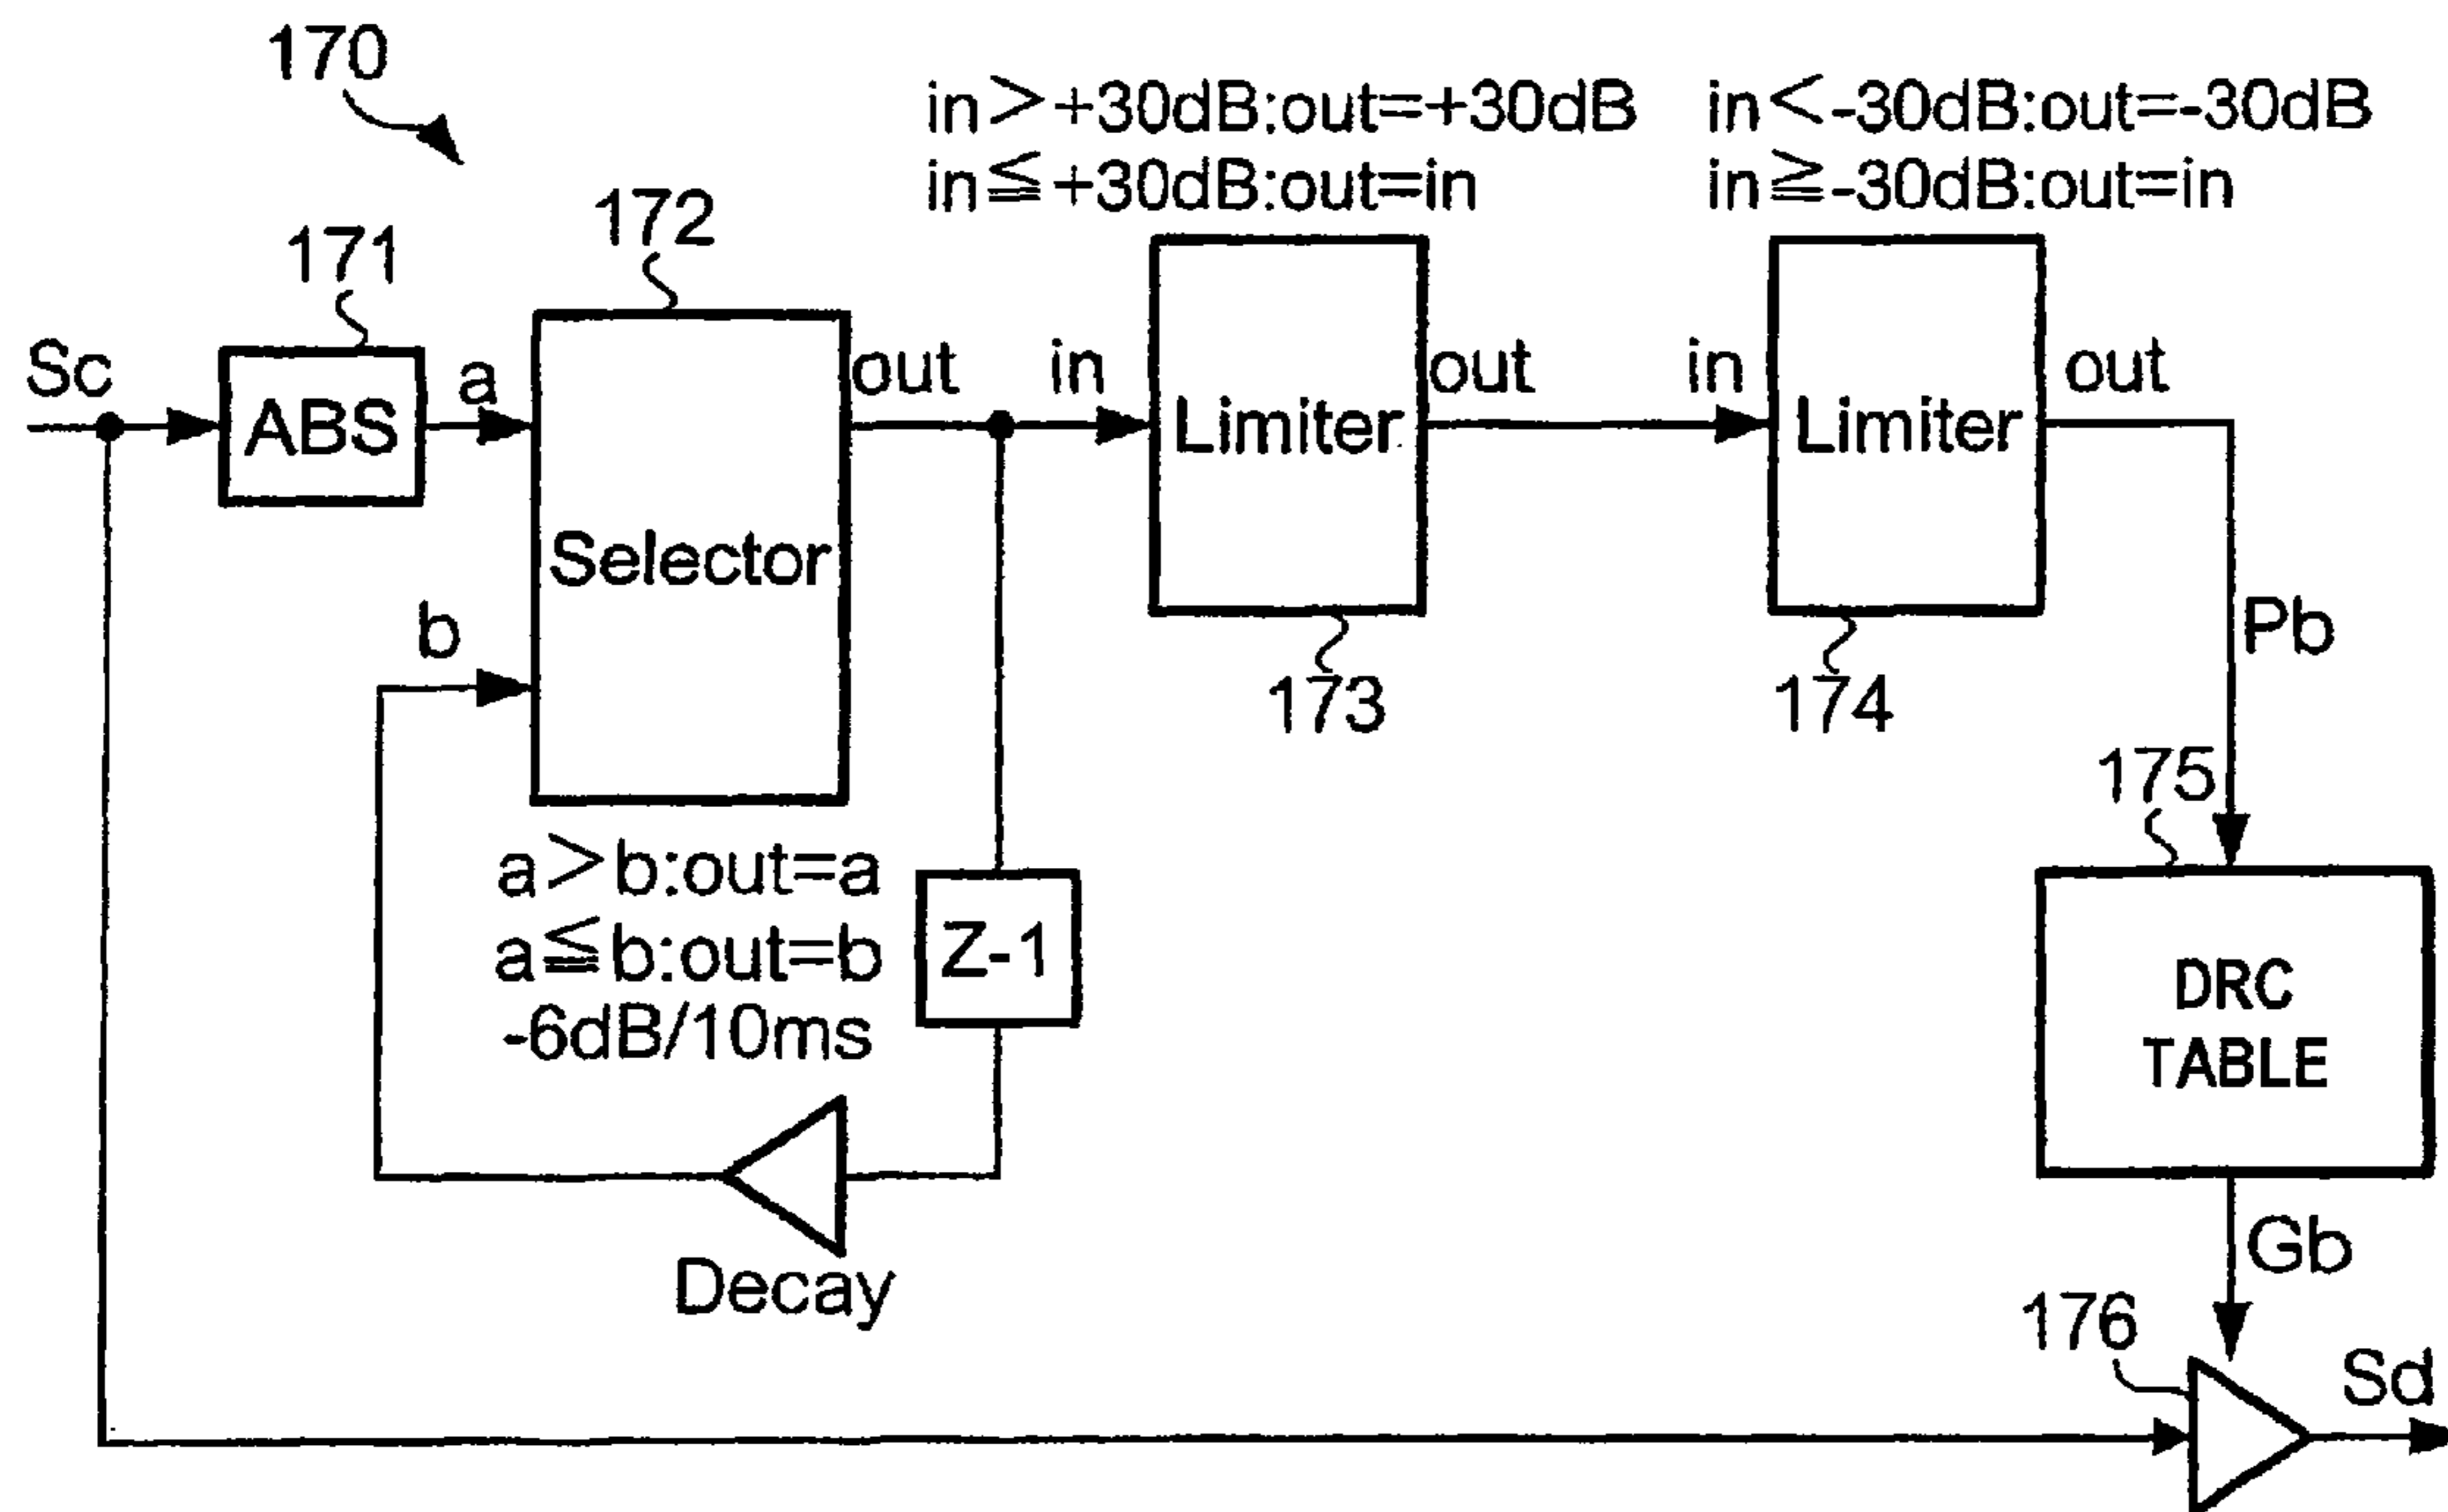 170
in>+30dB:out=+30dB
in≦+30dB:out=in
in<-30dB:out=-30dB
in≧-30dB:out=in
171
172
Sc
ABS
a
Selector
out
in
Limiter
out
in
Limiter
out
b
173
174
Pb
a>b:out=a
a≦b:out=b
-6dB/10ms
Z-1
175
DRC
TABLE
Decay
Gb
176
Sd